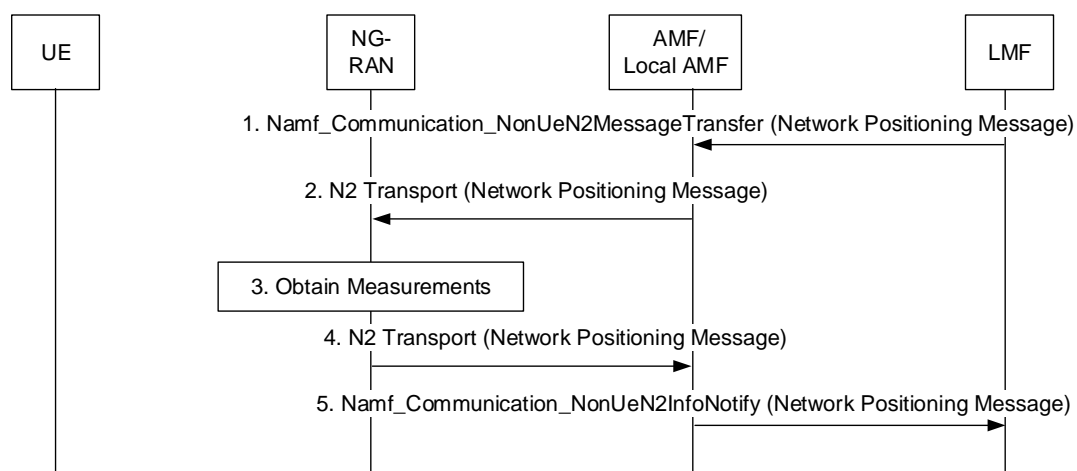 UE
NG-
RAN
AMF/
Local AMF
LMF
1. Namf_Communication_NonUeN2MessageTransfer (Network Positioning Message)
2. N2 Transport (Network Positioning Message)
3. Obtain Measurements
4. N2 Transport (Network Positioning Message)
5. Namf_Communication_NonUeN2InfoNotify (Network Positioning Message)